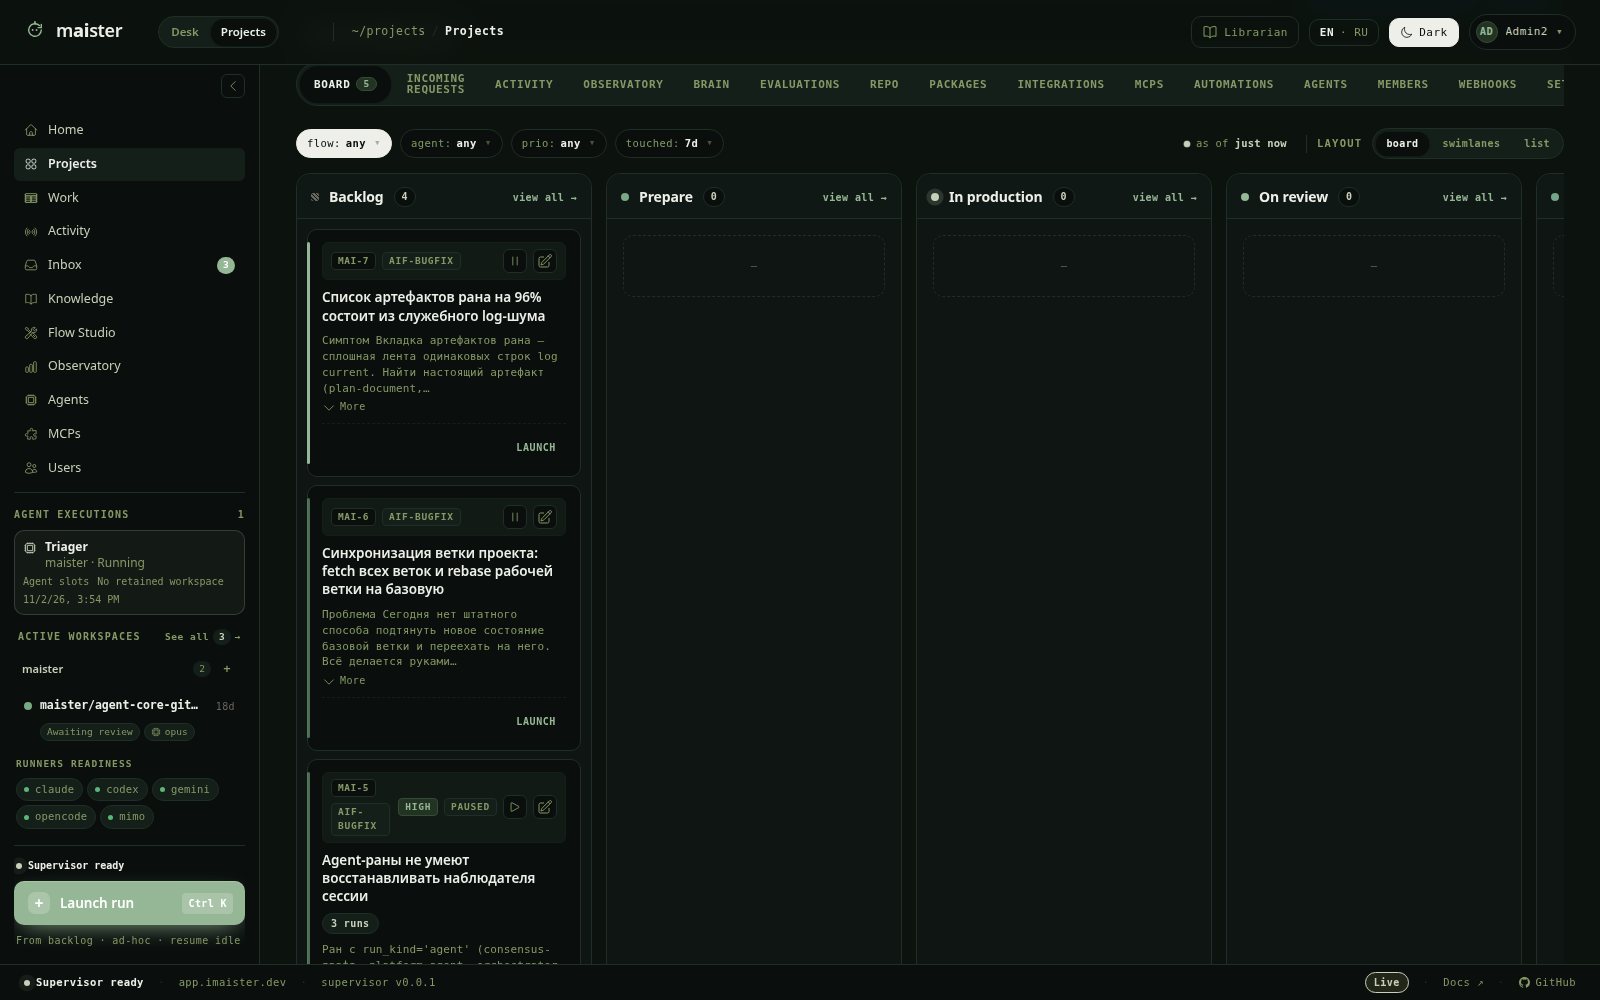 maister
Desk
Projects
~/projects / Projects
Librarian
EN · RU
Dark
AD
Admin2
BOARD 5
INCOMING REQUESTS
ACTIVITY
OBSERVATORY
BRAIN
EVALUATIONS
REPO
PACKAGES
INTEGRATIONS
MCPS
AUTOMATIONS
AGENTS
MEMBERS
WEBHOOKS
Home
Projects
Work
Activity
Inbox 3
Knowledge
Flow Studio
Observatory
Agents
MCPs
Users
AGENT EXECUTIONS 1
Triager
maister · Running
Agent slots No retained workspace
11/2/26, 3:54 PM
ACTIVE WORKSPACES See all 3 →
maister 2 +
maister/agent-core-git… 18d
Awaiting review opus
RUNNERS READINESS
claude codex gemini
opencode mimo
Supervisor ready
+ Launch run Ctrl K
From backlog · ad-hoc · resume idle
flow: any
agent: any
prio: any
touched: 7d
as of just now
LAYOUT
board
swimlanes
list
Backlog 4 view all →
MAI-7 AIF-BUGFIX
Список артефактов рана на 96%
состоит из служебного log-шума
Симптом Вкладка артефактов рана —
сплошная лента одинаковых строк log
current. Найти настоящий артефакт
(plan-document,…
More
LAUNCH
MAI-6 AIF-BUGFIX
Синхронизация ветки проекта:
fetch всех веток и rebase рабочей
ветки на базовую
Проблема Сегодня нет штатного
способа подтянуть новое состояние
базовой ветки и переехать на него.
Всё делается руками…
More
LAUNCH
MAI-5
AIF-
BUGFIX
HIGH PAUSED
Agent-раны не умеют
восстанавливать наблюдателя
сессии
3 runs
Ран с run_kind='agent' (consensus-
Prepare 0 view all →
—
In production 0 view all →
—
On review 0 view all →
—
Supervisor ready · app.imaister.dev · supervisor v0.0.1
Live · Docs ↗ · GitHub